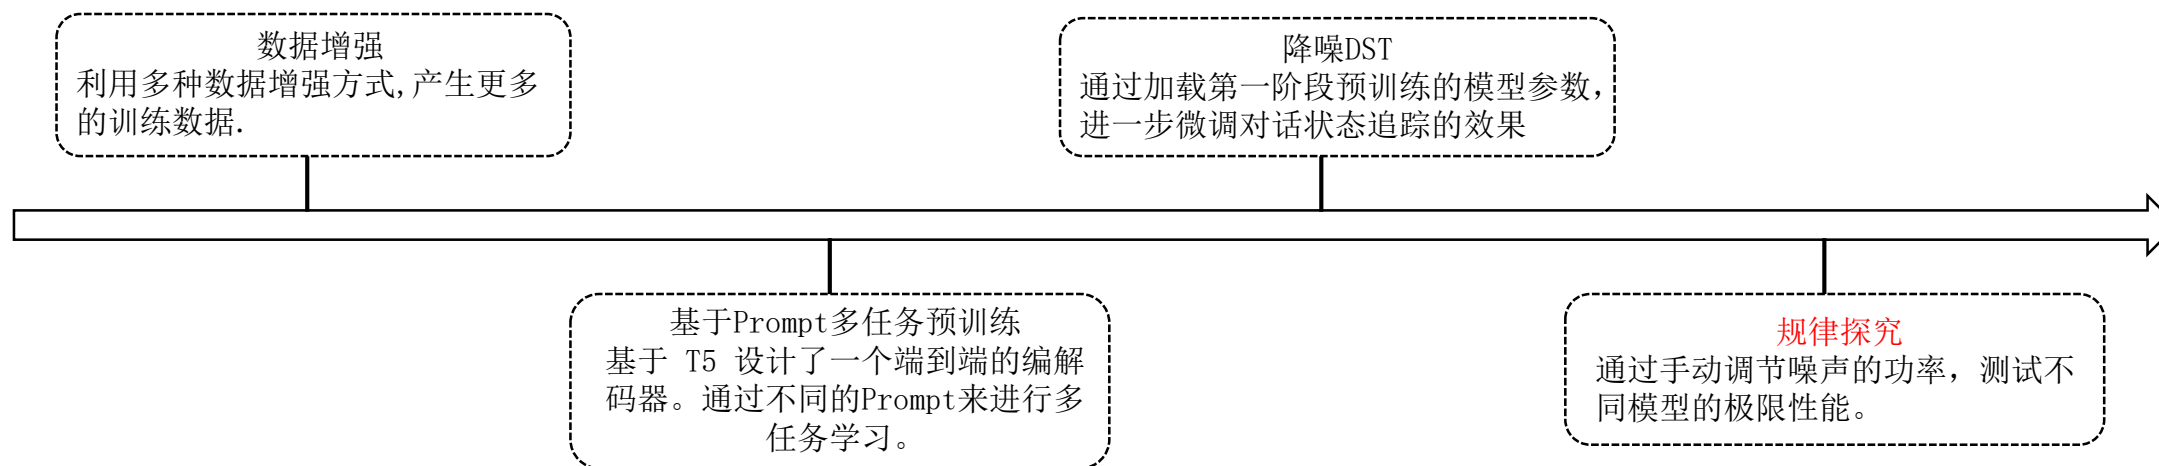 数据增强
利用多种数据增强方式,产生更多
的训练数据.
降噪DST
通过加载第一阶段预训练的模型参数，
进一步微调对话状态追踪的效果
基于Prompt多任务预训练
基于 T5 设计了一个端到端的编解
码器。通过不同的Prompt来进行多
任务学习。
规律探究
通过手动调节噪声的功率，测试不
同模型的极限性能。